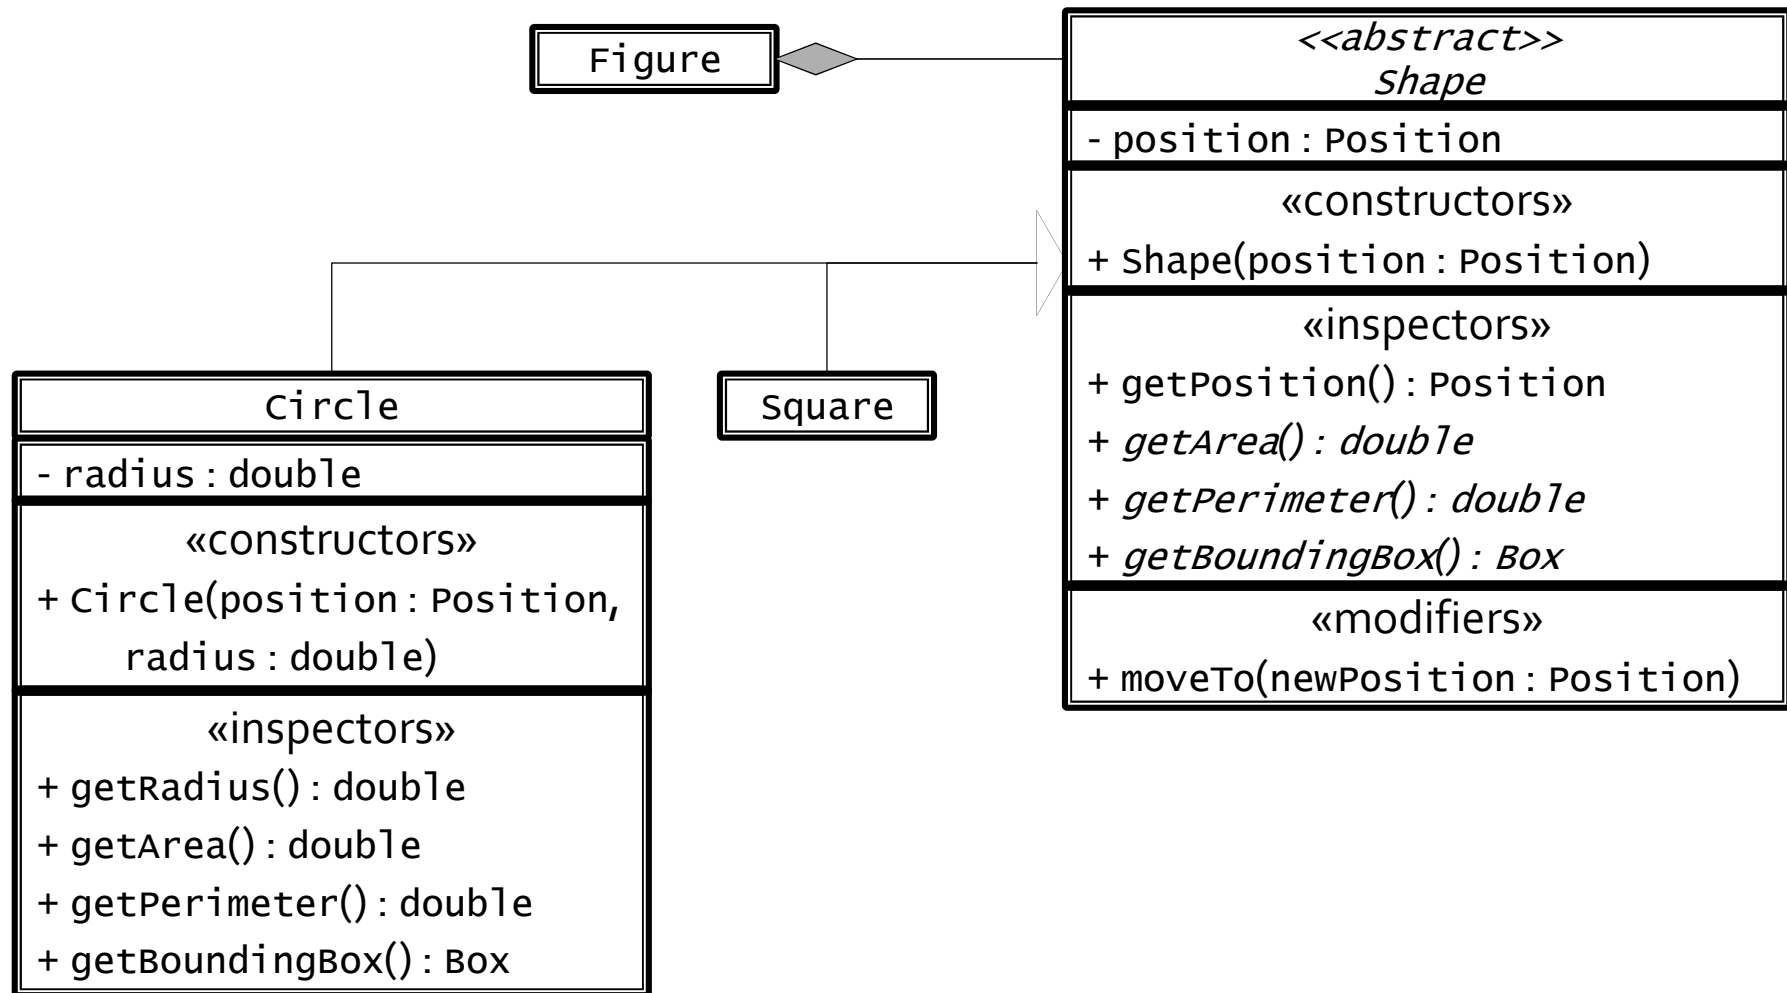 Figure
<<abstract>>
Shape
- position : Position
«constructors»
+ Shape(position : Position)
«inspectors»
+ getPosition() : Position
+ getArea() : double
+ getPerimeter() : double
+ getBoundingBox() : Box
«modifiers»
+ moveTo(newPosition : Position)
Circle
- radius : double
«constructors»
+ Circle(position : Position,
radius : double)
«inspectors»
+ getRadius() : double
+ getArea() : double
+ getPerimeter() : double
+ getBoundingBox() : Box
Square